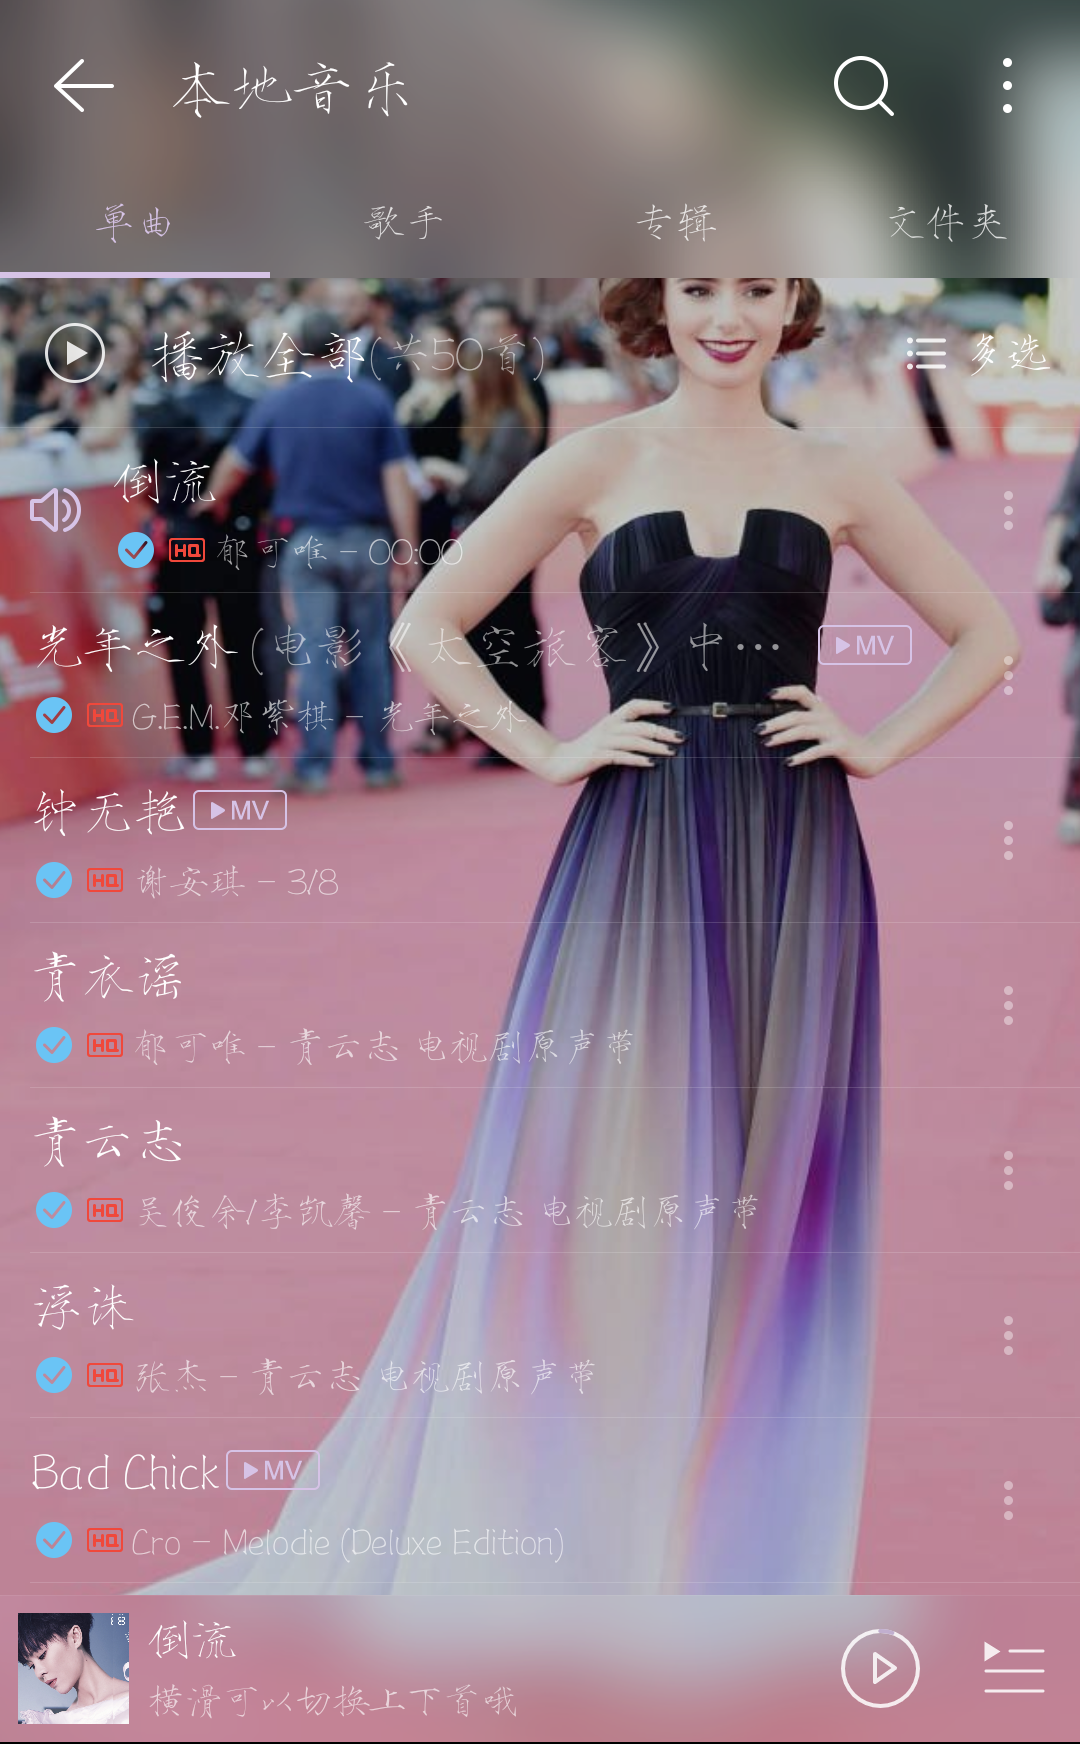 本地音乐
单曲 歌手 专辑 文件夹
播放全部(共50首) 多选
倒流
HQ 郁可唯 - 00:00
光年之外 (电影《太空旅客》中··· MV
HQ G.E.M.邓紫棋 - 光年之外
钟无艳 MV
HQ 谢安琪 - 3/8
青衣谣
HQ 郁可唯 - 青云志 电视剧原声带
青云志
HQ 吴俊余/李凯馨 - 青云志 电视剧原声带
浮诛
HQ 张杰 - 青云志 电视剧原声带
Bad Chick MV
HQ Cro - Melodie (Deluxe Edition)
倒流
横滑可以切换上下首哦